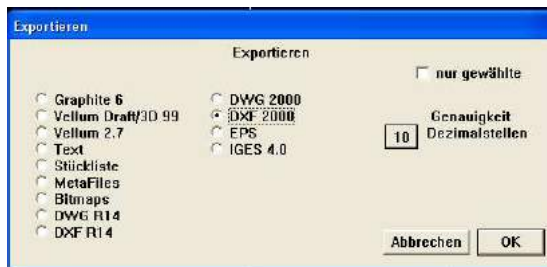 Exportieren
Exportieren
nur gewählte
Graphite 6
Vellum Draft/3D 99
Vellum 2.7
Text
Stückliste
MetaFiles
Bitmaps
DWG R14
DXF R14
DWG 2000
DXF 2000
EPS
IGES 4.0
Genauigkeit
10 Dezimalstellen
Abbrechen
OK